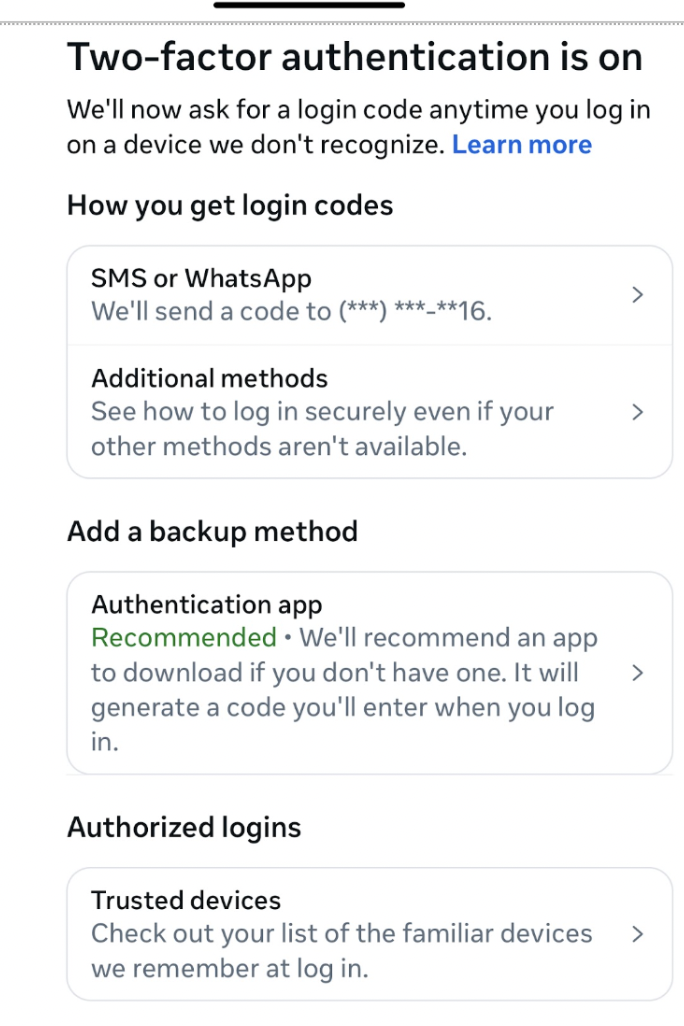 Two-factor authentication is on
We'll now ask for a login code anytime you log in
on a device we don't recognize. Learn more
How you get login codes
SMS or WhatsApp
We'll send a code to (***) ***-**16.
Additional methods
See how to log in securely even if your
other methods aren't available.
Add a backup method
Authentication app
Recommended • We'll recommend an app
to download if you don't have one. It will
generate a code you'll enter when you log
in.
Authorized logins
Trusted devices
Check out your list of the familiar devices
we remember at log in.